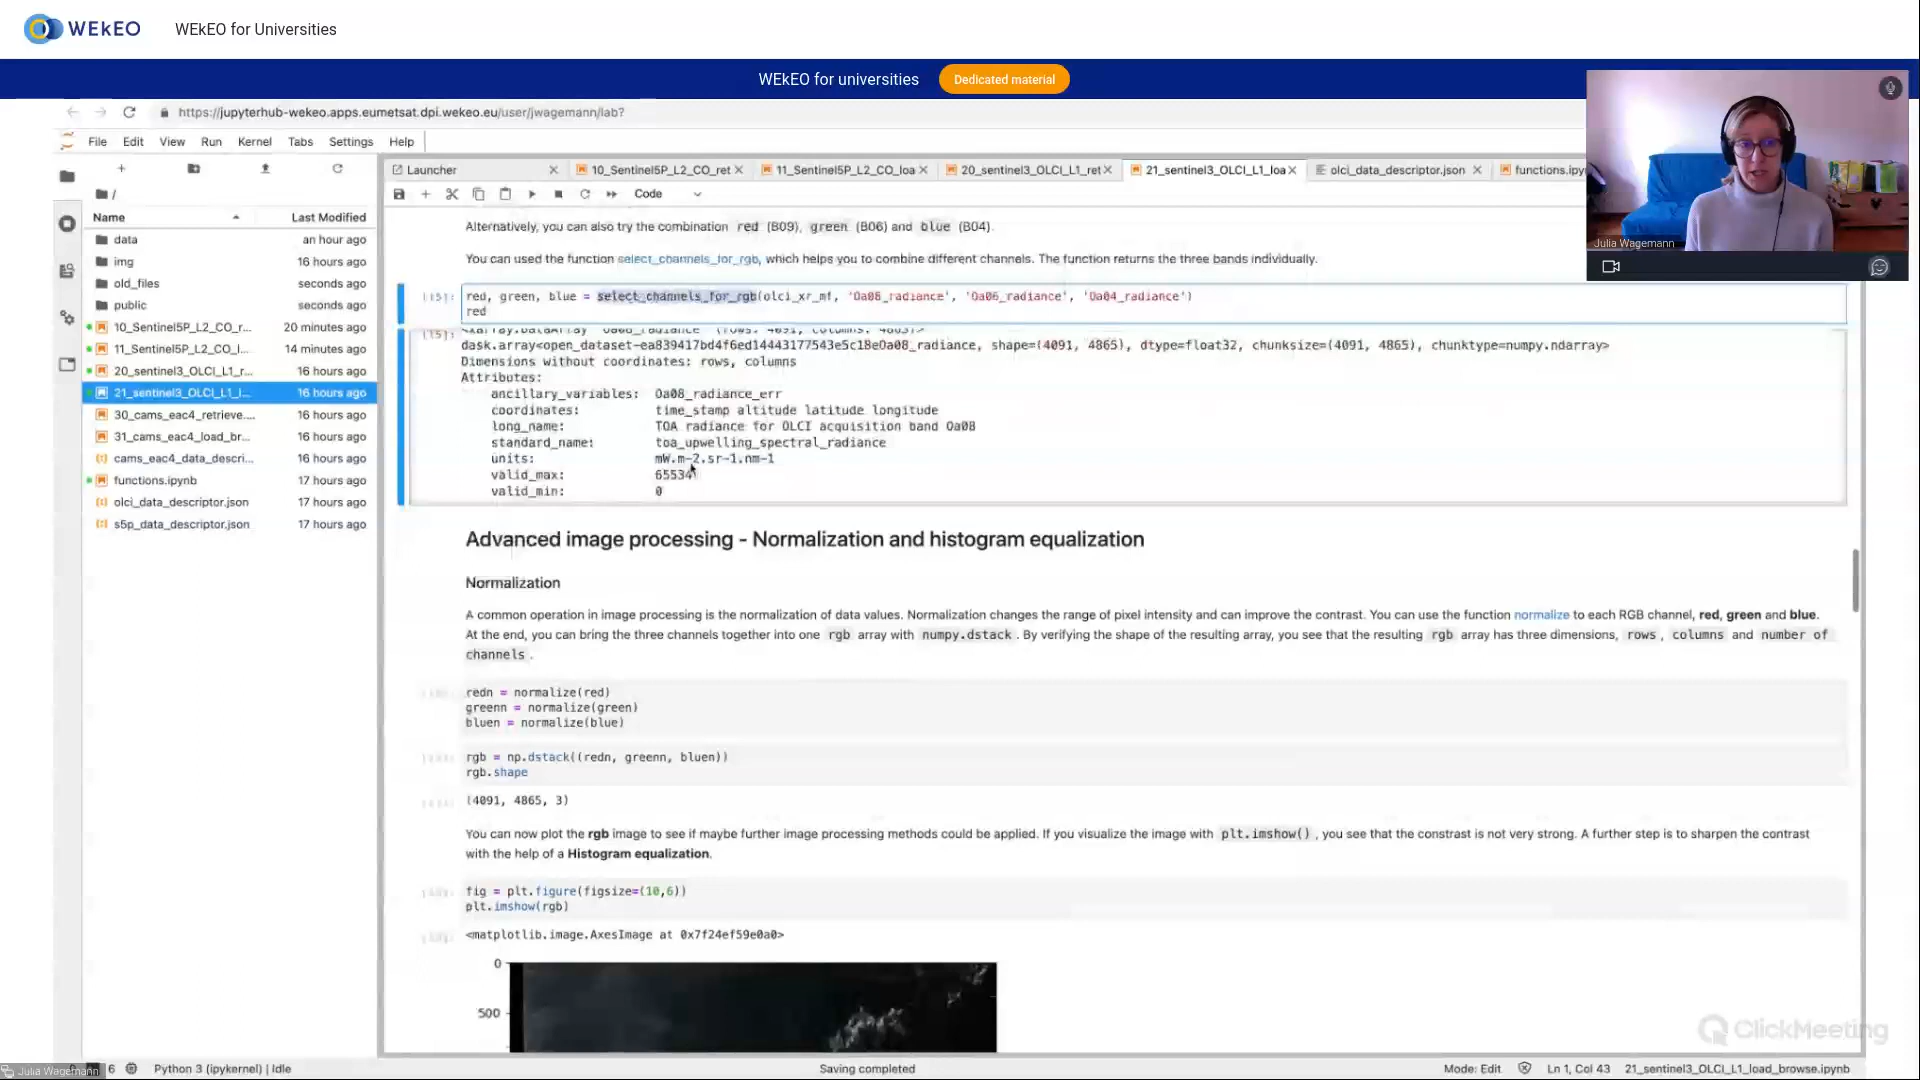 WEkEO
WEkEO for Universities
WEkEO for universities
Dedicated material
https://jupyterhub-wekeo.apps.eumetsat.dpi.wekeo.eu/user/jwagemann/lab?
File Edit View Run Kernel Tabs Settings Help
Launcher
10_Sentinel5P_L2_CO_ret
11_Sentinel5P_L2_CO_loa
20_sentinel3_OLCI_L1_ret
21_sentinel3_OLCI_L1_loa
olci_data_descriptor.json
functions.ipy
Code
/
Name Last Modified
data an hour ago
img 16 hours ago
old_files seconds ago
public seconds ago
10_Sentinel5P_L2_CO_r... 20 minutes ago
11_Sentinel5P_L2_CO_l... 14 minutes ago
20_sentinel3_OLCI_L1_r... 16 hours ago
21_sentinel3_OLCI_L1_l... 16 hours ago
30_cams_eac4_retrieve.... 16 hours ago
31_cams_eac4_load_br... 16 hours ago
cams_eac4_data_descri... 16 hours ago
functions.ipynb 17 hours ago
olci_data_descriptor.json 17 hours ago
s5p_data_descriptor.json 17 hours ago
Alternatively, you can also try the combination red (B09), green (B06) and blue (B04).
You can used the function select_channels_for_rgb, which helps you to combine different channels. The function returns the three bands individually.
[15]: red, green, blue = select_channels_for_rgb(olci_xr_mf, 'Oa08_radiance', 'Oa06_radiance', 'Oa04_radiance')
red
[15]: <xarray.DataArray 'Oa08_radiance' (rows: 4091, columns: 4865)>
dask.array<open_dataset-ea839417bd4f6ed14443177543e5c18eOa08_radiance, shape=(4091, 4865), dtype=float32, chunksize=(4091, 4865), chunktype=numpy.ndarray>
Dimensions without coordinates: rows, columns
Attributes:
ancillary_variables: Oa08_radiance_err
coordinates: time_stamp altitude latitude longitude
long_name: TOA radiance for OLCI acquisition band Oa08
standard_name: toa_upwelling_spectral_radiance
units: mW.m-2.sr-1.nm-1
valid_max: 65534
valid_min: 0
Advanced image processing - Normalization and histogram equalization
Normalization
A common operation in image processing is the normalization of data values. Normalization changes the range of pixel intensity and can improve the contrast. You can use the function normalize to each RGB channel, red, green and blue.
At the end, you can bring the three channels together into one rgb array with numpy.dstack . By verifying the shape of the resulting array, you see that the resulting rgb array has three dimensions, rows , columns and number of
channels .
redn = normalize(red)
greenn = normalize(green)
bluen = normalize(blue)
rgb = np.dstack((redn, greenn, bluen))
rgb.shape
(4091, 4865, 3)
You can now plot the rgb image to see if maybe further image processing methods could be applied. If you visualize the image with plt.imshow() , you see that the constrast is not very strong. A further step is to sharpen the contrast
with the help of a Histogram equalization.
fig = plt.figure(figsize=(10,6))
plt.imshow(rgb)
<matplotlib.image.AxesImage at 0x7f24ef59e0a0>
0
500
Julia Wagemann
ClickMeeting
Julia Wagemann
6 Python 3 (ipykernel) | Idle
Saving completed
Mode: Edit Ln 1, Col 43 21_sentinel3_OLCI_L1_load_browse.ipynb